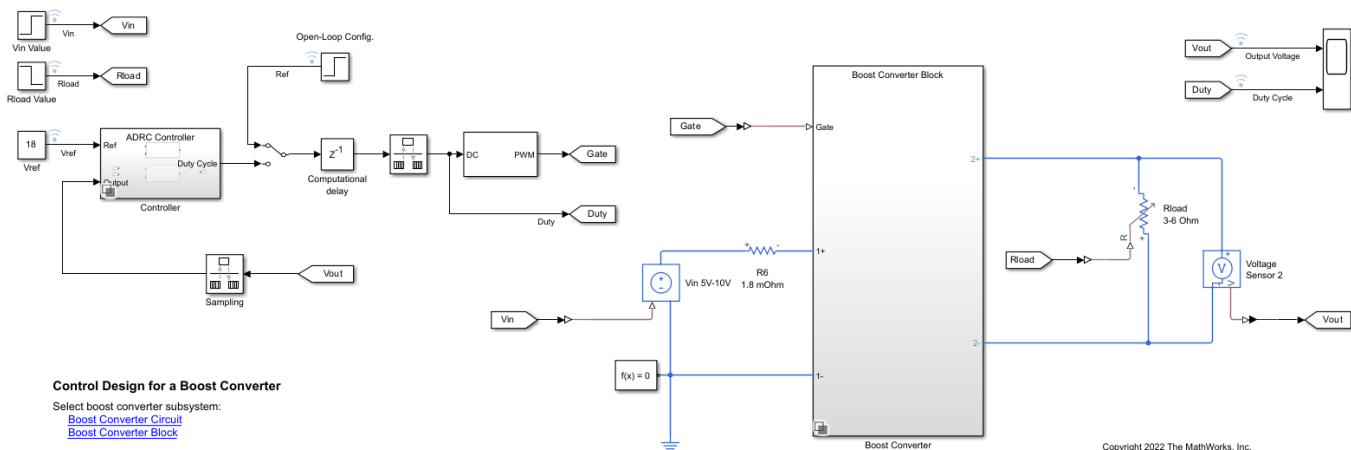 Vin
Vin
Vin Value
Rload
Rload
Rload Value
Open-Loop Config.
Ref
18
Vref
Vref
ADRC Controller
Ref
Duty Cycle
Output
Controller
Z-1
Computational
delay
DC
PWM
Gate
Duty
Duty
Vout
Sampling
Control Design for a Boost Converter
Select boost converter subsystem:
Boost Converter Circuit
Boost Converter Block
Gate
Boost Converter Block
Gate
1+
1-
2+
2-
Boost Converter
+
-
R6
1.8 mOhm
+
-
Vin 5V-10V
Vin
f(x) = 0
Rload
-
+
R
Rload
3-6 Ohm
+
V
-
V
Voltage
Sensor 2
Vout
Vout
Output Voltage
Duty
Duty Cycle
Copyright 2022 The MathWorks, Inc.